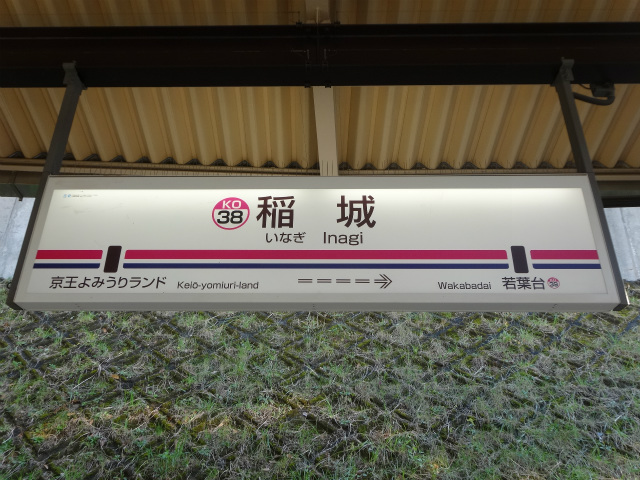 KO
38
稲城
いなぎ Inagi
京王よみうりランド Keiō-yomiuri-land
Wakabadai 若葉台